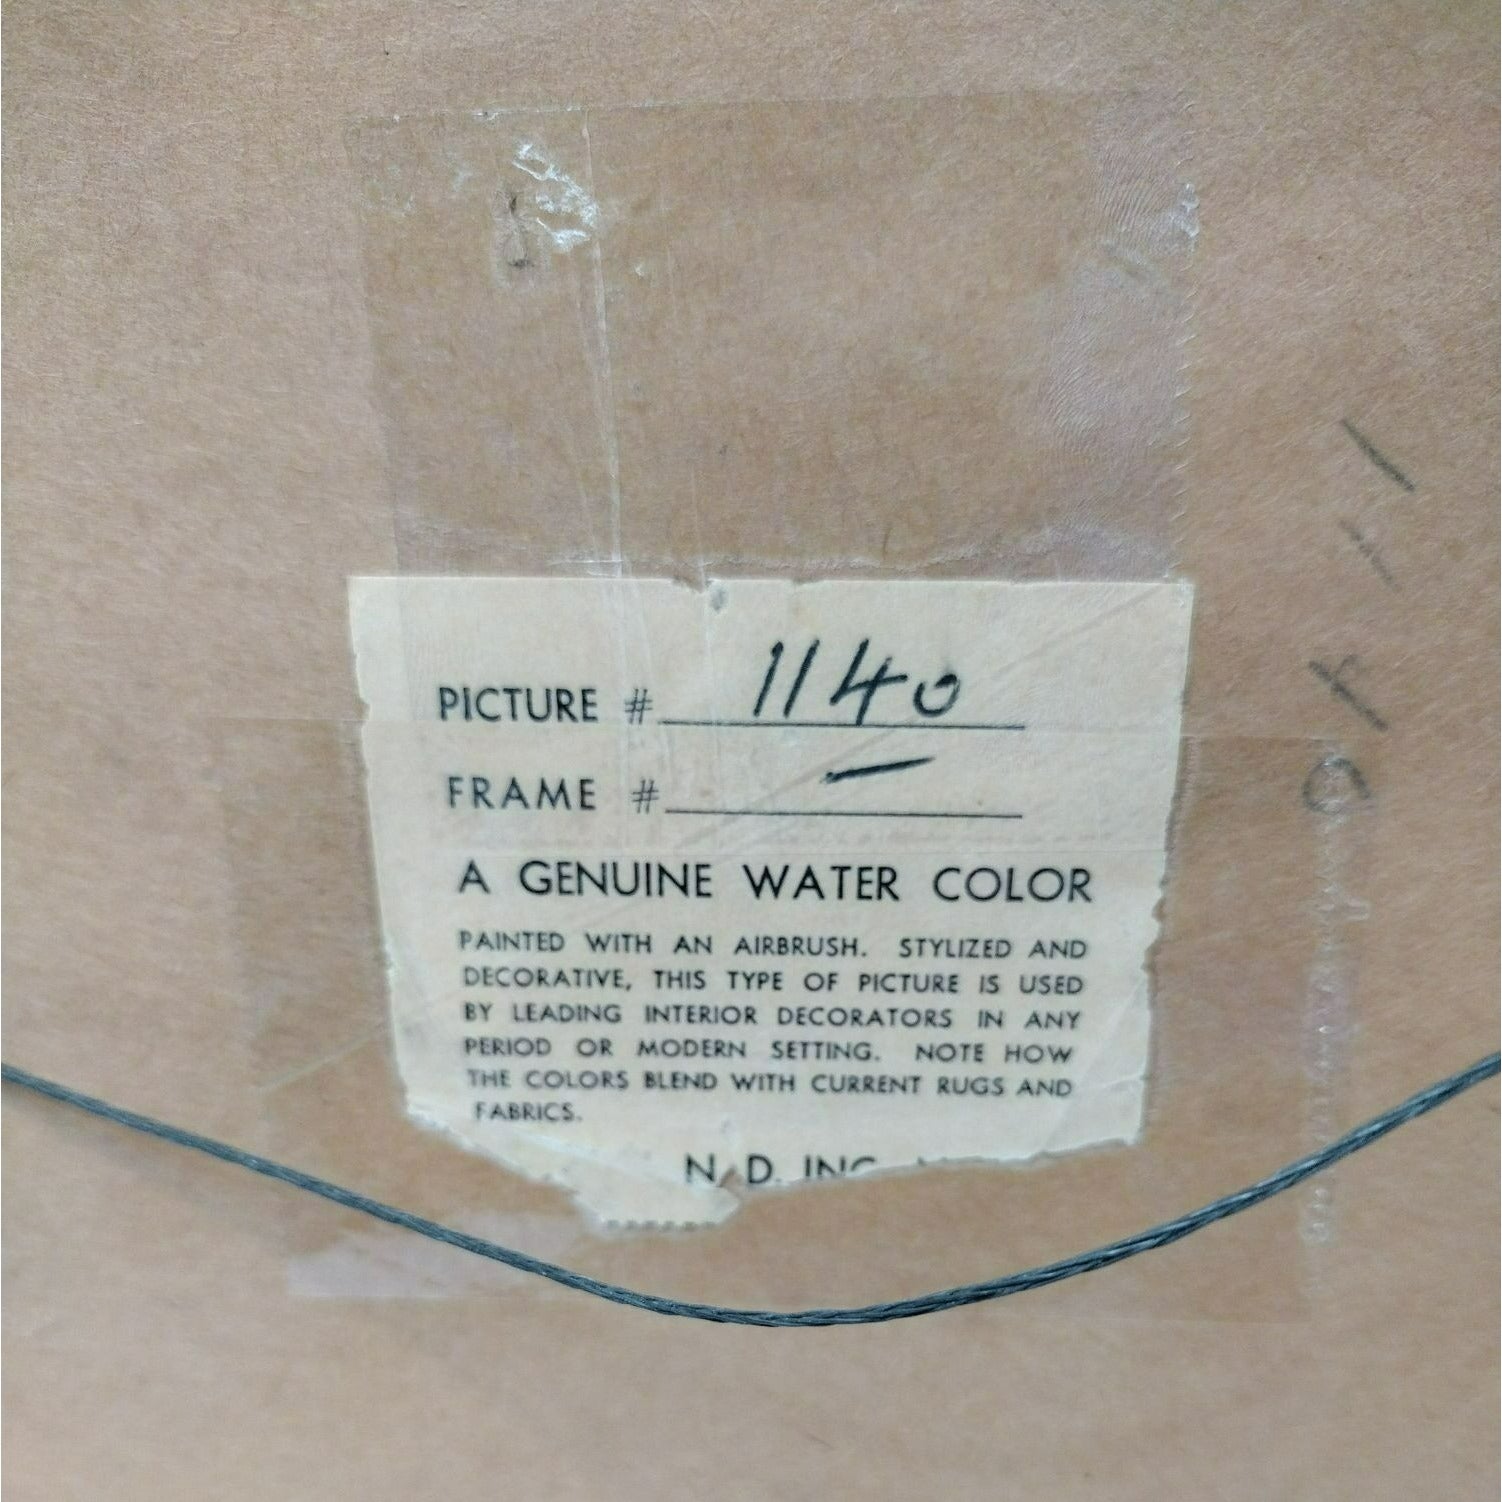 PICTURE # 1140
FRAME # —
A GENUINE WATER COLOR
PAINTED WITH AN AIRBRUSH. STYLIZED AND
DECORATIVE, THIS TYPE OF PICTURE IS USED
BY LEADING INTERIOR DECORATORS IN ANY
PERIOD OR MODERN SETTING. NOTE HOW
THE COLORS BLEND WITH CURRENT RUGS AND
FABRICS.
N. D. INC.
1140